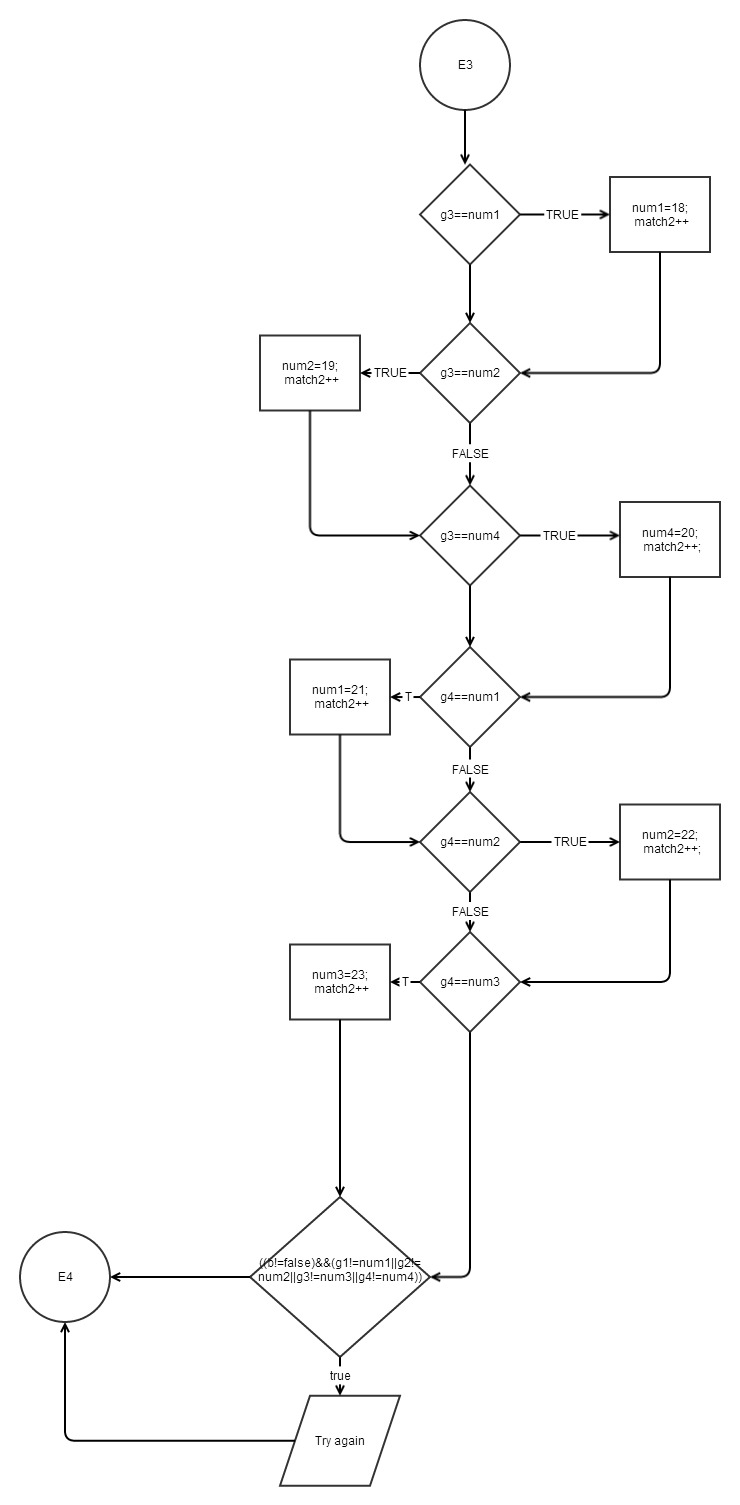 E3
g3==num1
TRUE
num1=18;
match2++
num2=19;
match2++
TRUE
g3==num2
FALSE
g3==num4
TRUE
num4=20;
match2++;
num1=21;
match2++
T
g4==num1
FALSE
g4==num2
TRUE
num2=22;
match2++;
FALSE
num3=23;
match2++
T
g4==num3
((b!=false)&&(g1!=num1||g2!=
num2||g3!=num3||g4!=num4))
E4
true
Try again